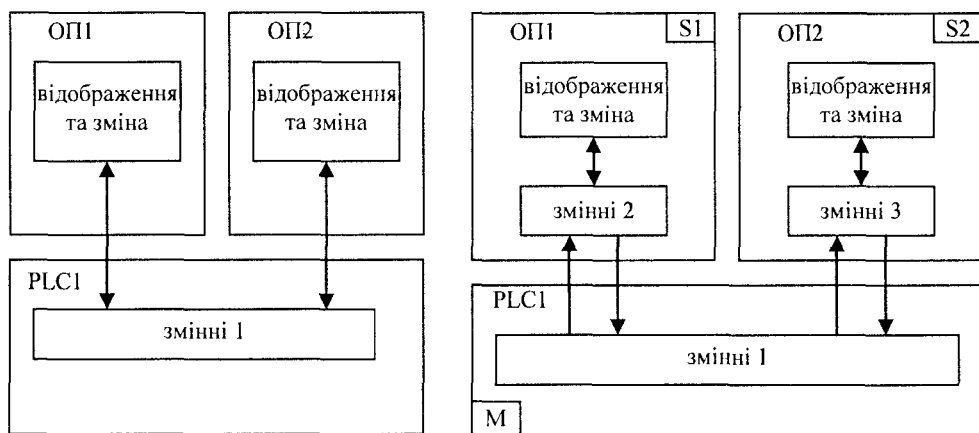 ОП1
відображення
та зміна
ОП2
відображення
та зміна
PLC1
змінні 1
ОП1
S1
відображення
та зміна
змінні 2
ОП2
S2
відображення
та зміна
змінні 3
PLC1
змінні 1
М